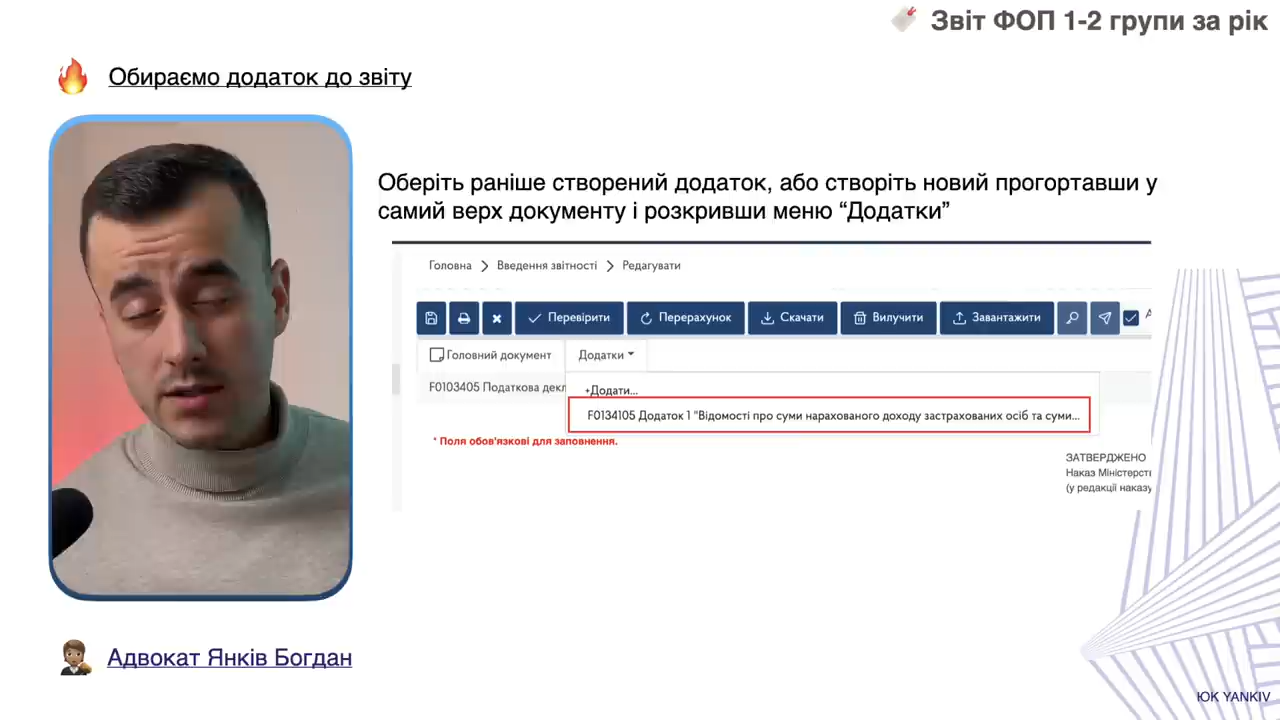 Звіт ФОП 1-2 групи за рік
Обираємо додаток до звіту
Оберіть раніше створений додаток, або створіть новий прогортавши у
самий верх документу і розкривши меню “Додатки”
Головна > Введення звітності > Редагувати
Перевірити Перерахунок Скачати Вилучити Завантажити
Головний документ Додатки
F0103405 Податкова декл
+Додати...
F0134105 Додаток 1 "Відомості про суми нарахованого доходу застрахованих осіб та суми...
* Поля обов'язкові для заповнення.
ЗАТВЕРДЖЕНО
Наказ Міністерств
(у редакції наказу
Адвокат Янків Богдан
ЮК YANKIV